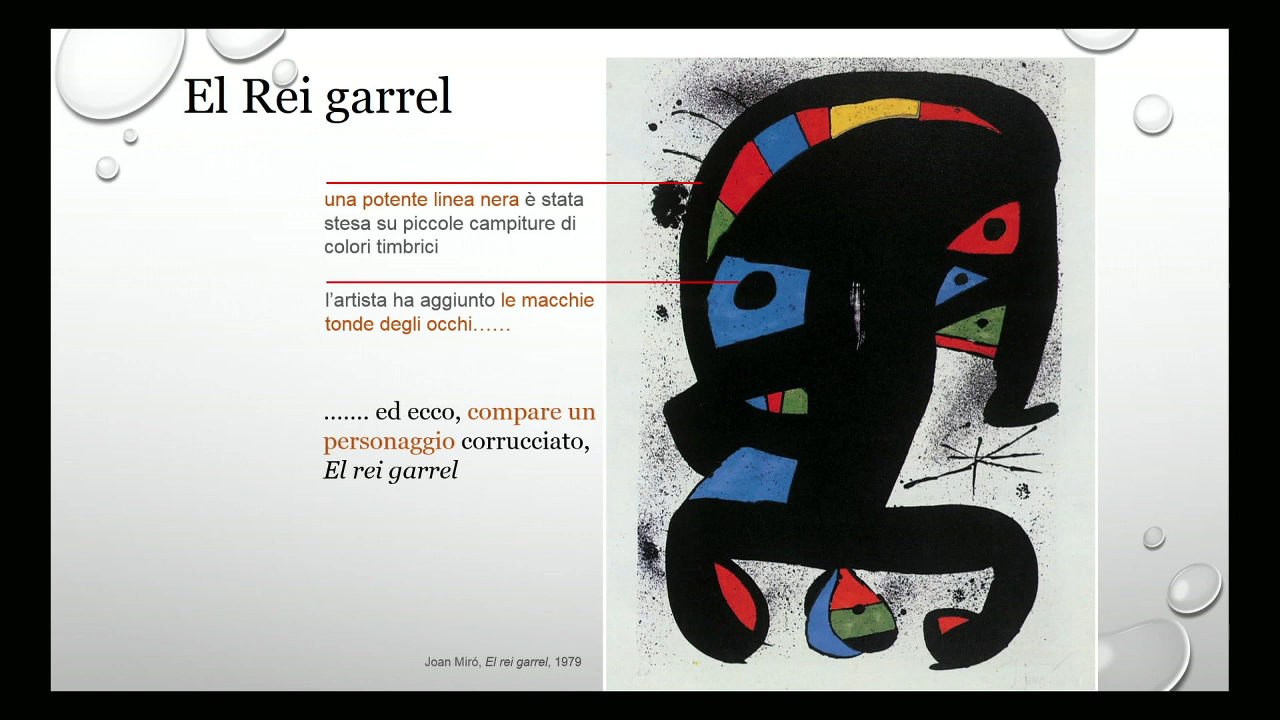 El Rei garrel
una potente linea nera è stata
stesa su piccole campiture di
colori timbrici
l'artista ha aggiunto le macchie
tonde degli occhi……
……. ed ecco, compare un
personaggio corrucciato,
El rei garrel
Joan Miró, El rei garrel, 1979